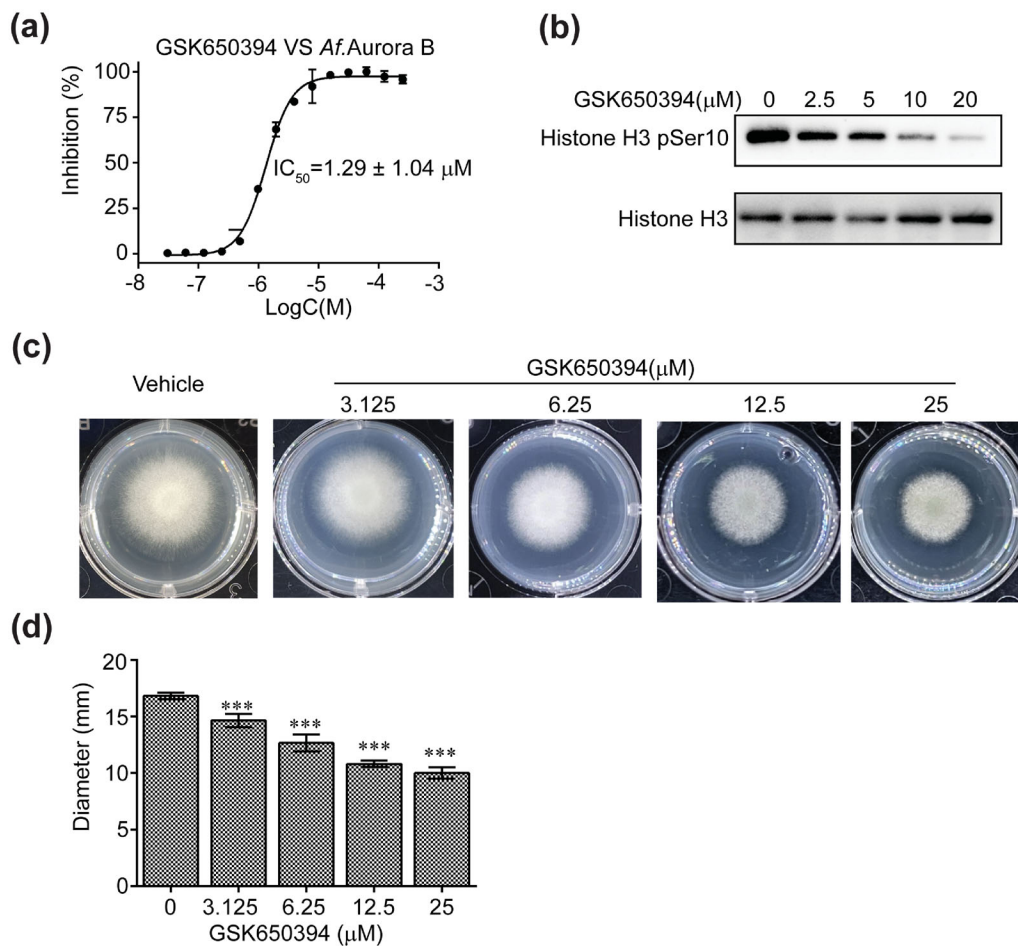 (a)
GSK650394 VS Af.Aurora B
Inhibition (%)
100
75
50
25
0
IC50=1.29 ± 1.04 μM
-8 -7 -6 -5 -4 -3
LogC(M)
(b)
GSK650394(μM) 0 2.5 5 10 20
Histone H3 pSer10
Histone H3
(c)
Vehicle
GSK650394(μM)
3.125 6.25 12.5 25
(d)
Diameter (mm)
20
15
10
5
0
*** *** *** ***
0 3.125 6.25 12.5 25
GSK650394 (μM)